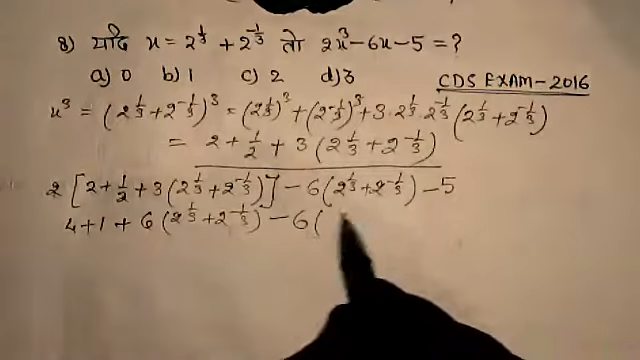 8) यदि x = 2^{1/3} + 2^{-1/3} तो 2x³ - 6x - 5 = ?
a) 0 b) 1 c) 2 d) 3
CDS EXAM - 2016
x³ = (2^{1/3} + 2^{-1/3})³ = (2^{1/3})³ + (2^{-1/3})³ + 3·2^{1/3}·2^{-1/3}(2^{1/3} + 2^{-1/3})
= 2 + 1/2 + 3(2^{1/3} + 2^{-1/3})
2[2 + 1/2 + 3(2^{1/3} + 2^{-1/3})] - 6(2^{1/3} + 2^{-1/3}) - 5
4 + 1 + 6(2^{1/3} + 2^{-1/3}) - 6(